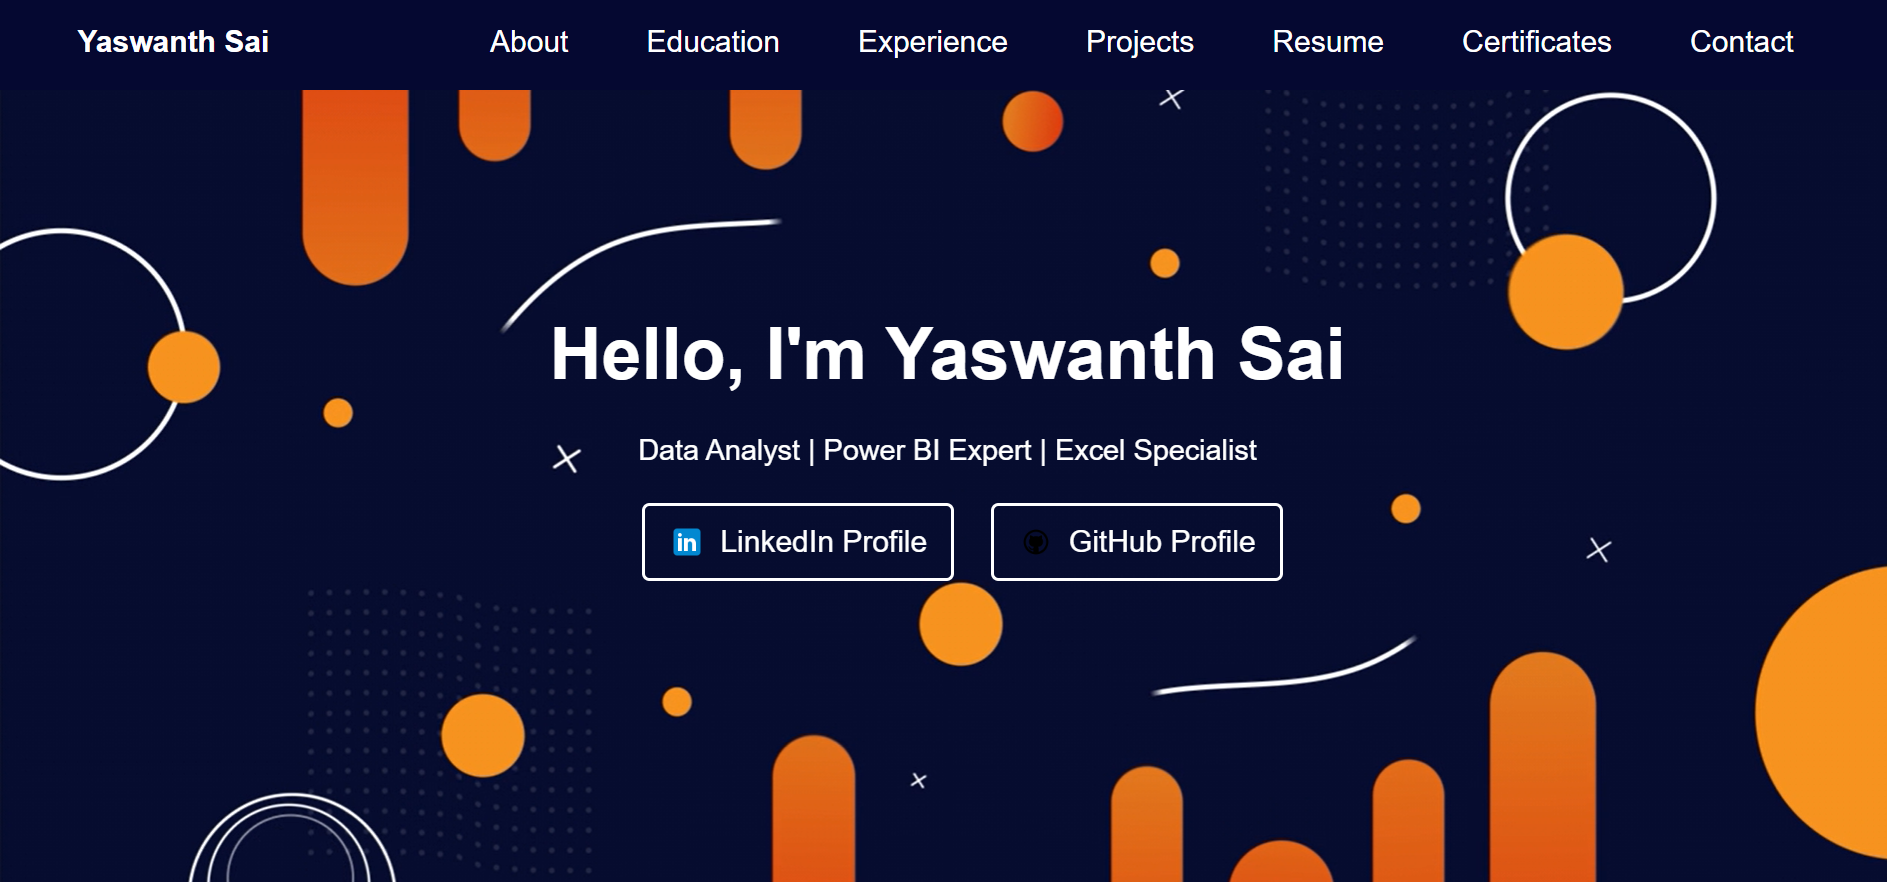 Yaswanth Sai About Education Experience Projects Resume Certificates Contact
Hello, I'm Yaswanth Sai
Data Analyst | Power BI Expert | Excel Specialist
in LinkedIn Profile GitHub Profile